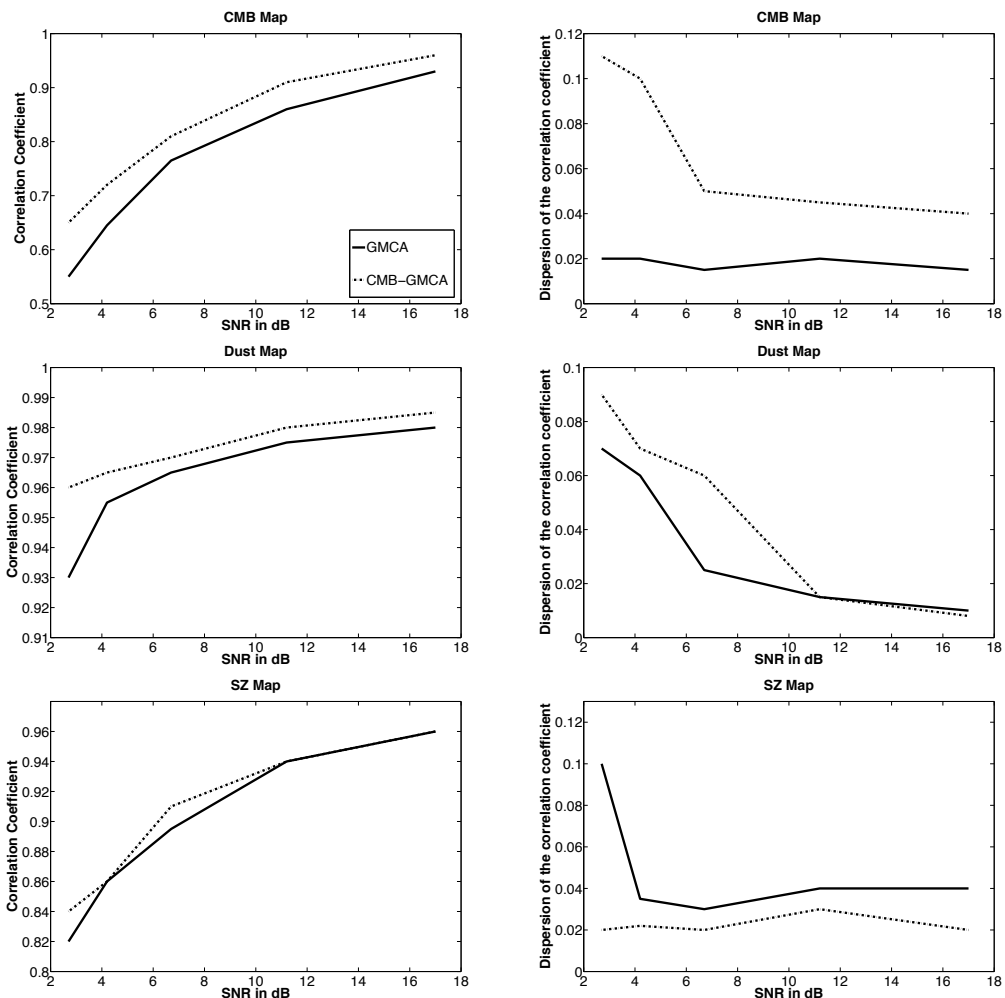 CMB Map
Correlation Coefficient
1
0.9
0.8
0.7
0.6
0.5
2 4 6 8 10 12 14 16 18
SNR in dB
GMCA
CMB-GMCA
CMB Map
Dispersion of the correlation coefficient
0.12
0.1
0.08
0.06
0.04
0.02
0
2 4 6 8 10 12 14 16 18
SNR in dB
Dust Map
Correlation Coefficient
1
0.99
0.98
0.97
0.96
0.95
0.94
0.93
0.92
0.91
2 4 6 8 10 12 14 16 18
SNR in dB
Dust Map
Dispersion of the correlation coefficient
0.1
0.08
0.06
0.04
0.02
0
2 4 6 8 10 12 14 16 18
SNR in dB
SZ Map
Correlation Coefficient
0.96
0.94
0.92
0.9
0.88
0.86
0.84
0.82
0.8
2 4 6 8 10 12 14 16 18
SNR in dB
SZ Map
Dispersion of the correlation coefficient
0.12
0.1
0.08
0.06
0.04
0.02
0
2 4 6 8 10 12 14 16 18
SNR in dB